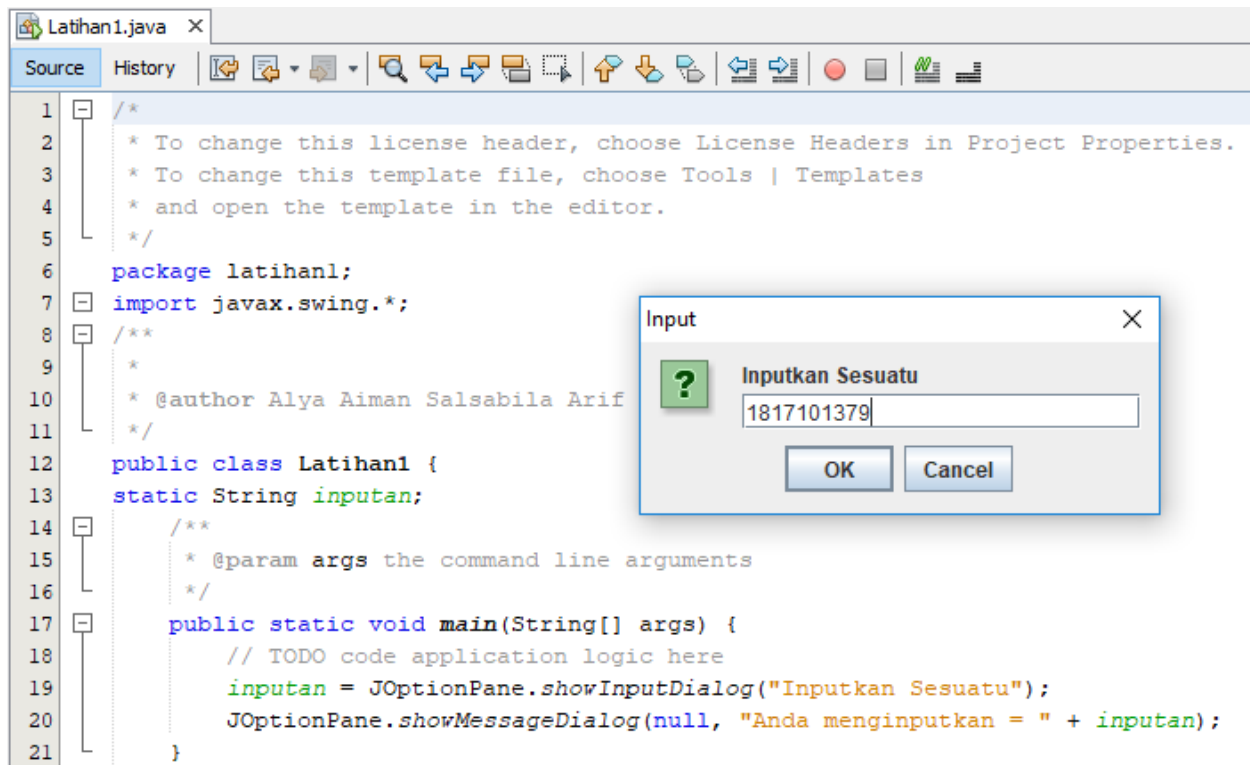 Latihan1.java
Source History
1 /*
2 * To change this license header, choose License Headers in Project Properties.
3 * To change this template file, choose Tools | Templates
4 * and open the template in the editor.
5 */
6 package latihan1;
7 import javax.swing.*;
8 /**
9 *
10 * @author Alya Aiman Salsabila Arif
11 */
12 public class Latihan1 {
13 static String inputan;
14 /**
15 * @param args the command line arguments
16 */
17 public static void main(String[] args) {
18 // TODO code application logic here
19 inputan = JOptionPane.showInputDialog("Inputkan Sesuatu");
20 JOptionPane.showMessageDialog(null, "Anda menginputkan = " + inputan);
21 }
Input
Inputkan Sesuatu
1817101379
OK Cancel